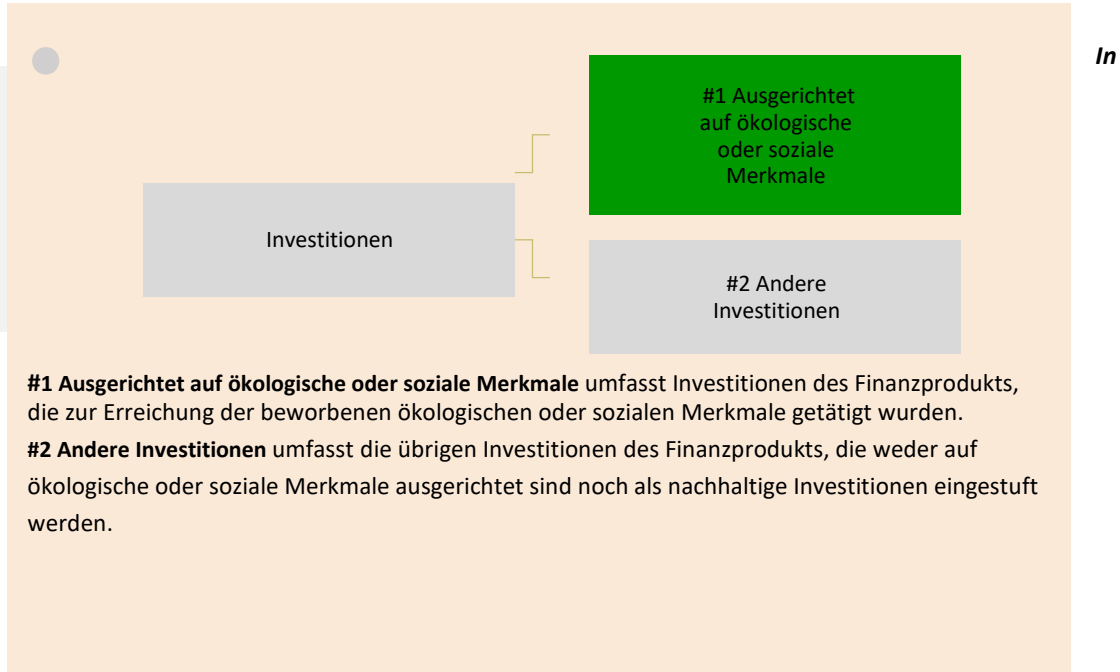 In
#1 Ausgerichtet
auf ökologische
oder soziale
Merkmale
Investitionen
#2 Andere
Investitionen
#1 Ausgerichtet auf ökologische oder soziale Merkmale umfasst Investitionen des Finanzprodukts,
die zur Erreichung der beworbenen ökologischen oder sozialen Merkmale getätigt wurden.
#2 Andere Investitionen umfasst die übrigen Investitionen des Finanzprodukts, die weder auf
ökologische oder soziale Merkmale ausgerichtet sind noch als nachhaltige Investitionen eingestuft
werden.